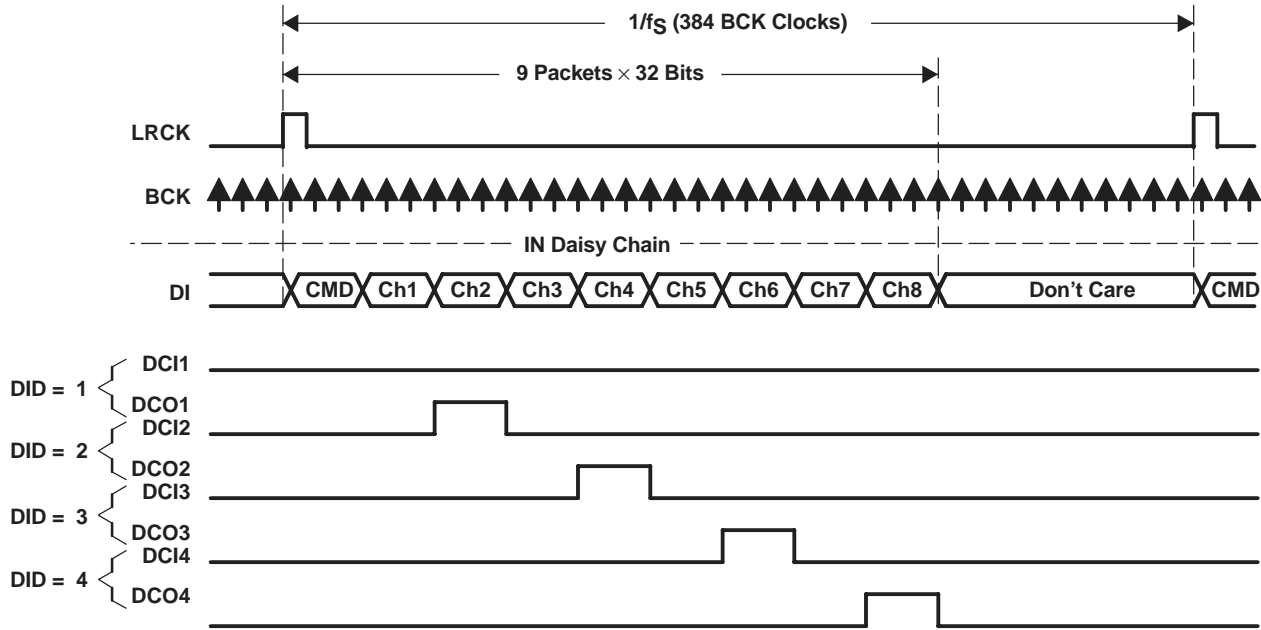 1/fS (384 BCK Clocks)
9 Packets × 32 Bits
LRCK
BCK
IN Daisy Chain
DI CMD Ch1 Ch2 Ch3 Ch4 Ch5 Ch6 Ch7 Ch8 Don't Care CMD
DCI1
DID = 1
DCO1
DCI2
DID = 2
DCO2
DCI3
DID = 3
DCO3
DCI4
DID = 4
DCO4